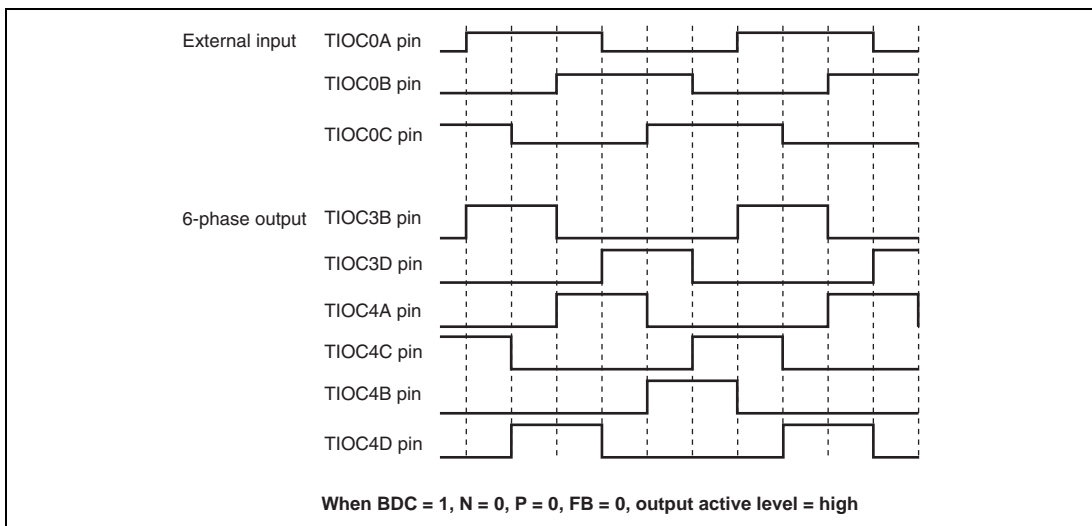 External input TIOC0A pin
TIOC0B pin
TIOC0C pin
6-phase output TIOC3B pin
TIOC3D pin
TIOC4A pin
TIOC4C pin
TIOC4B pin
TIOC4D pin
When BDC = 1, N = 0, P = 0, FB = 0, output active level = high